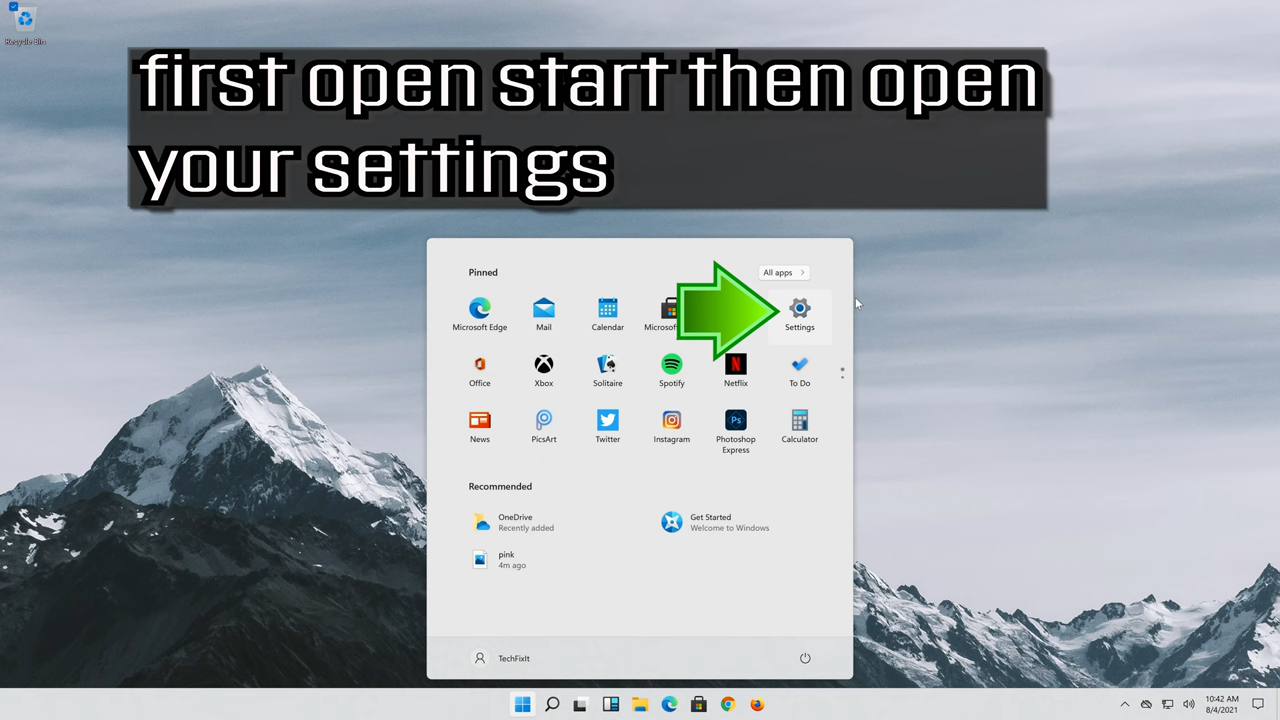 Recycle Bin
first open start then open
your settings
Pinned
All apps
Microsoft Edge
Mail
Calendar
Settings
Office
Xbox
Solitaire
Spotify
Netflix
To Do
News
PicsArt
Twitter
Instagram
Photoshop
Express
Calculator
Recommended
OneDrive
Recently added
Get Started
Welcome to Windows
pink
4m ago
TechFixIt
10:42 AM
8/4/2021